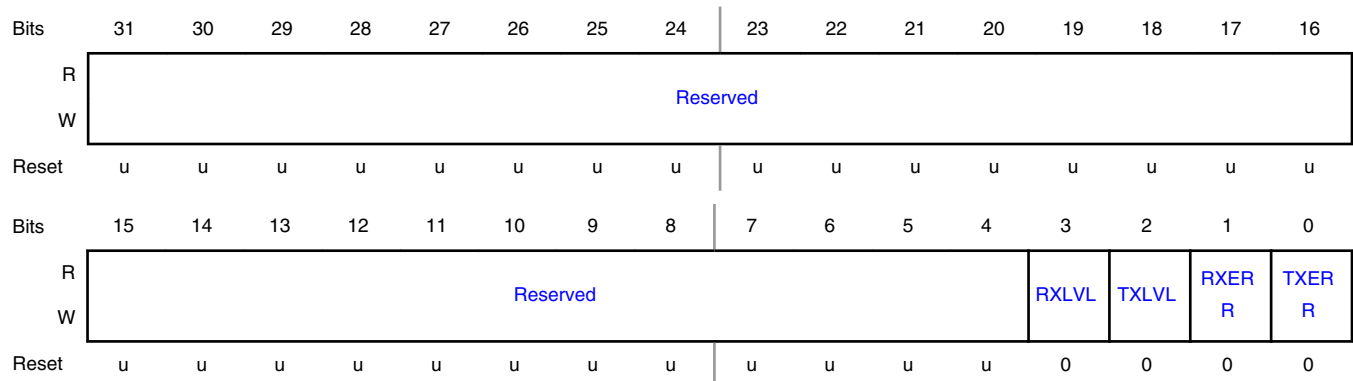 Bits 31 30 29 28 27 26 25 24 23 22 21 20 19 18 17 16
R
Reserved
W
Reset u u u u u u u u u u u u u u u u
Bits 15 14 13 12 11 10 9 8 7 6 5 4 3 2 1 0
R
Reserved RXLVL TXLVL RXER R TXER R
W
Reset u u u u u u u u u u u u 0 0 0 0